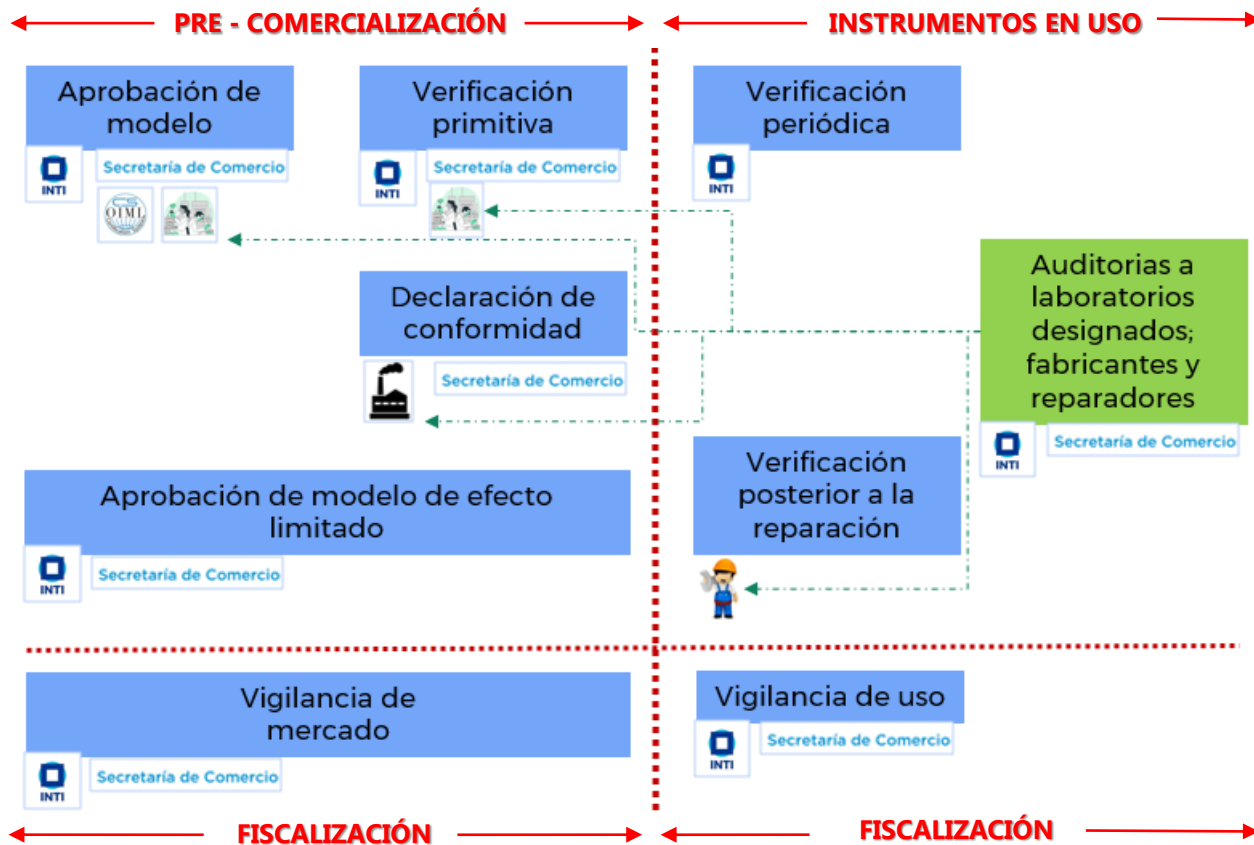 PRE - COMERCIALIZACIÓN
INSTRUMENTOS EN USO
Aprobación de
modelo
INTI
Secretaría de Comercio
OIML
Verificación
primitiva
INTI
Secretaría de Comercio
Verificación
periódica
INTI
Declaración de
conformidad
Secretaría de Comercio
Auditorias a
laboratorios
designados;
fabricantes y
reparadores
INTI
Secretaría de Comercio
Aprobación de modelo de efecto
limitado
INTI
Secretaría de Comercio
Verificación
posterior a la
reparación
Vigilancia de
mercado
INTI
Secretaría de Comercio
Vigilancia de uso
INTI
Secretaría de Comercio
FISCALIZACIÓN
FISCALIZACIÓN